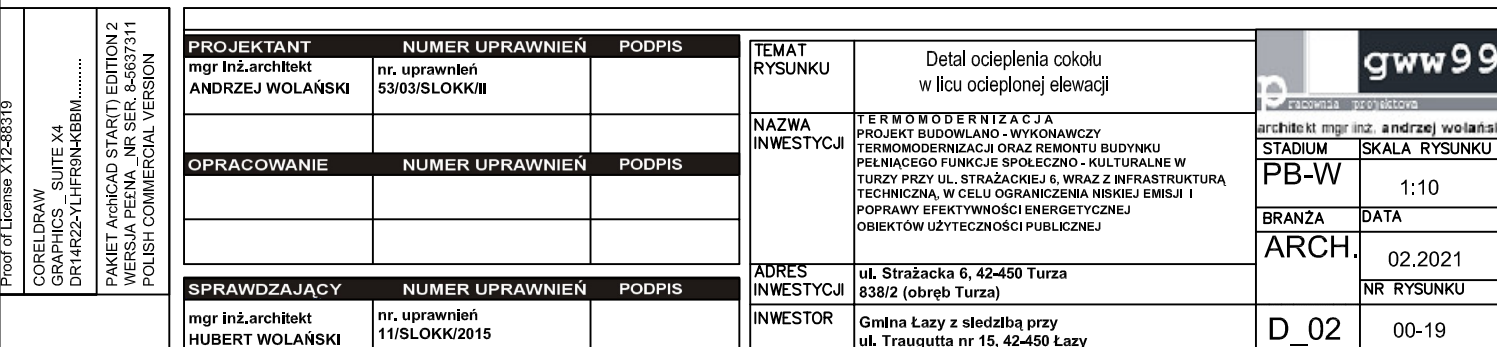 Proof of License X12-88319
CORELDRAW
GRAPHICS _ SUITE X4
DR14R22-YLHFR9N-KBBM...........
PAKIET ArchiCAD STAR(T) EDITION 2
WERSJA PE£NA _NR SER. 8-5637311
POLISH COMMERCIAL VERSION
PROJEKTANT NUMER UPRAWNIEŃ PODPIS
mgr inż.architekt
ANDRZEJ WOLAŃSKI
nr. uprawnień
53/03/SLOKK/II
OPRACOWANIE NUMER UPRAWNIEŃ PODPIS
SPRAWDZAJĄCY NUMER UPRAWNIEŃ PODPIS
mgr inż.architekt
HUBERT WOLAŃSKI
nr. uprawnień
11/SLOKK/2015
TEMAT
RYSUNKU
Detal ocieplenia cokołu
w licu ocieplonej elewacji
NAZWA
INWESTYCJI
T E R M O M O D E R N I Z A C J A
PROJEKT BUDOWLANO - WYKONAWCZY
TERMOMODERNIZACJI ORAZ REMONTU BUDYNKU
PEŁNIĄCEGO FUNKCJE SPOŁECZNO - KULTURALNE W
TURZY PRZY UL. STRAŻACKIEJ 6, WRAZ Z INFRASTRUKTURĄ
TECHNICZNĄ, W CELU OGRANICZENIA NISKIEJ EMISJI I
POPRAWY EFEKTYWNOŚCI ENERGETYCZNEJ
OBIEKTÓW UŻYTECZNOŚCI PUBLICZNEJ
ADRES
INWESTYCJI
ul. Strażacka 6, 42-450 Turza
838/2 (obręb Turza)
INWESTOR
Gmina Łazy z siedzibą przy
ul. Traugutta nr 15, 42-450 Łazy
gww99
pracownia projektowa
architekt mgr inż. andrzej wolańsk
STADIUM SKALA RYSUNKU
PB-W 1:10
BRANŻA DATA
ARCH. 02.2021
NR RYSUNKU
D_02 00-19